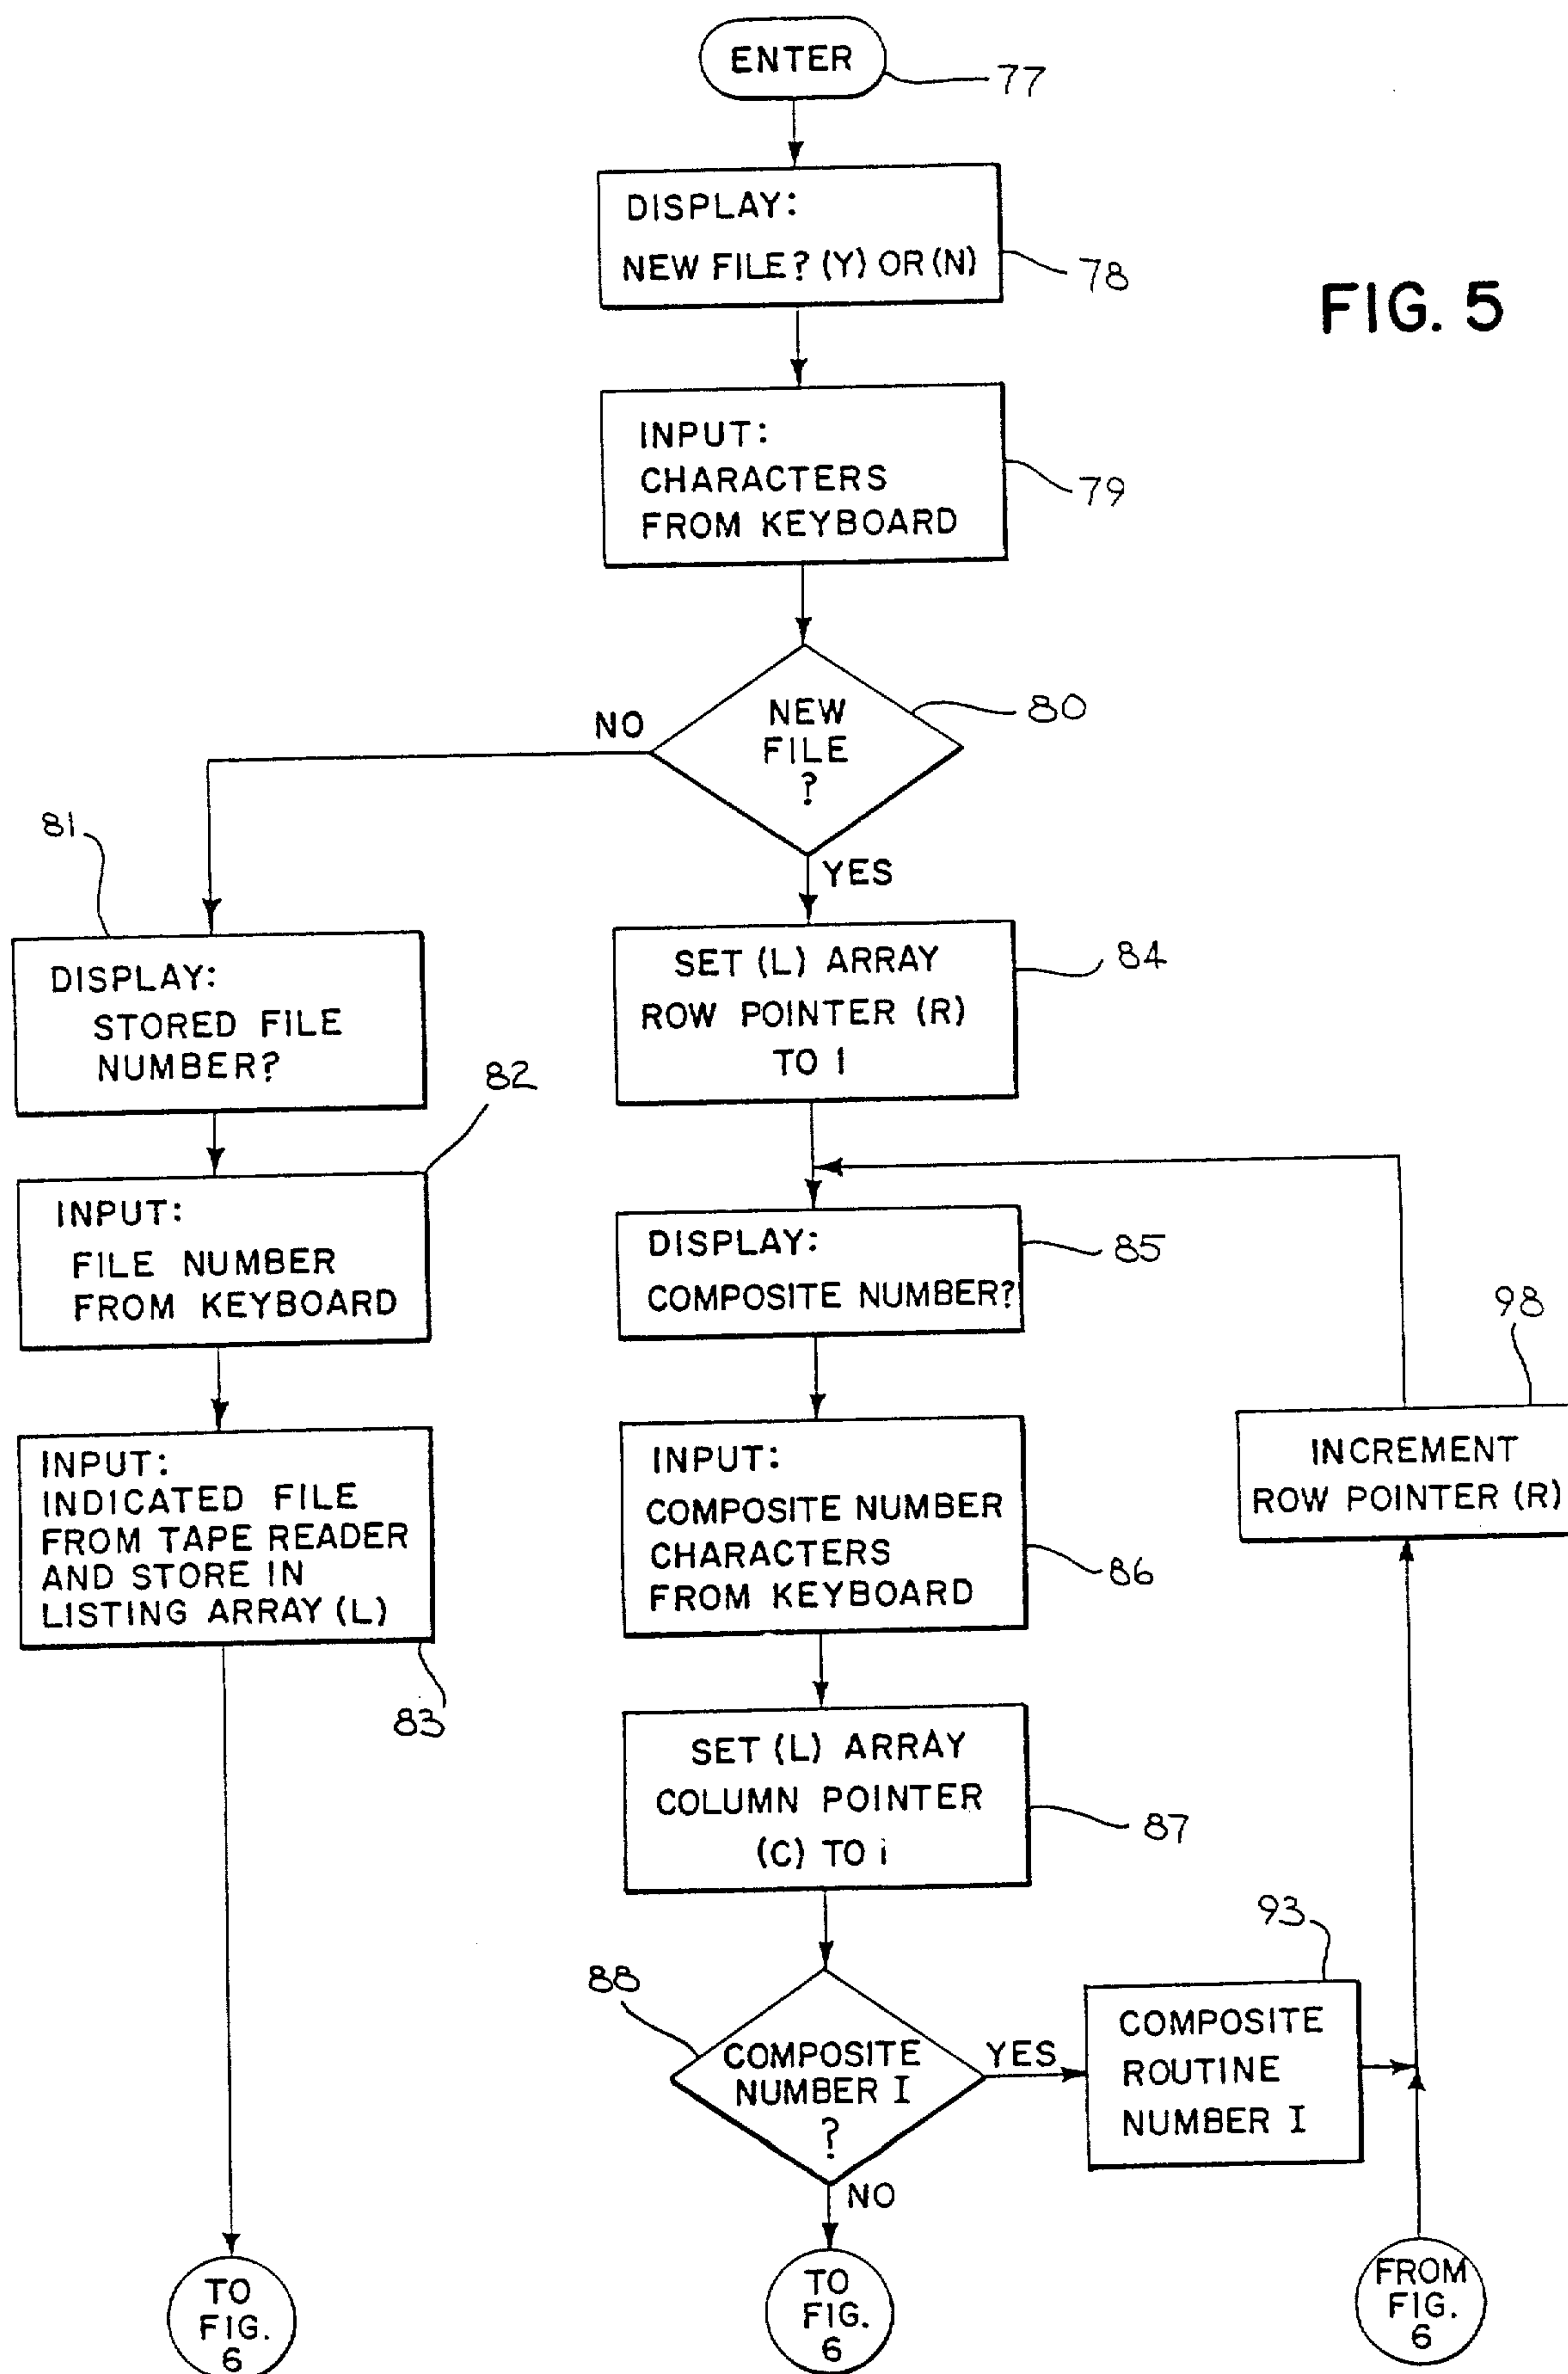 ENTER
77
DISPLAY:
NEW FILE? (Y) OR (N)
78
FIG. 5
INPUT:
CHARACTERS
FROM KEYBOARD
79
NEW
FILE
?
80
NO
YES
81
DISPLAY:
STORED FILE
NUMBER?
SET (L) ARRAY
ROW POINTER (R)
TO 1
84
82
INPUT:
FILE NUMBER
FROM KEYBOARD
DISPLAY:
COMPOSITE NUMBER?
85
98
INCREMENT
ROW POINTER (R)
INPUT:
INDICATED FILE
FROM TAPE READER
AND STORE IN
LISTING ARRAY (L)
83
INPUT:
COMPOSITE NUMBER
CHARACTERS
FROM KEYBOARD
86
SET (L) ARRAY
COLUMN POINTER
(C) TO i
87
88
COMPOSITE
NUMBER I
?
YES
NO
93
COMPOSITE
ROUTINE
NUMBER I
TO
FIG.
6
TO
FIG.
6
FROM
FIG.
6